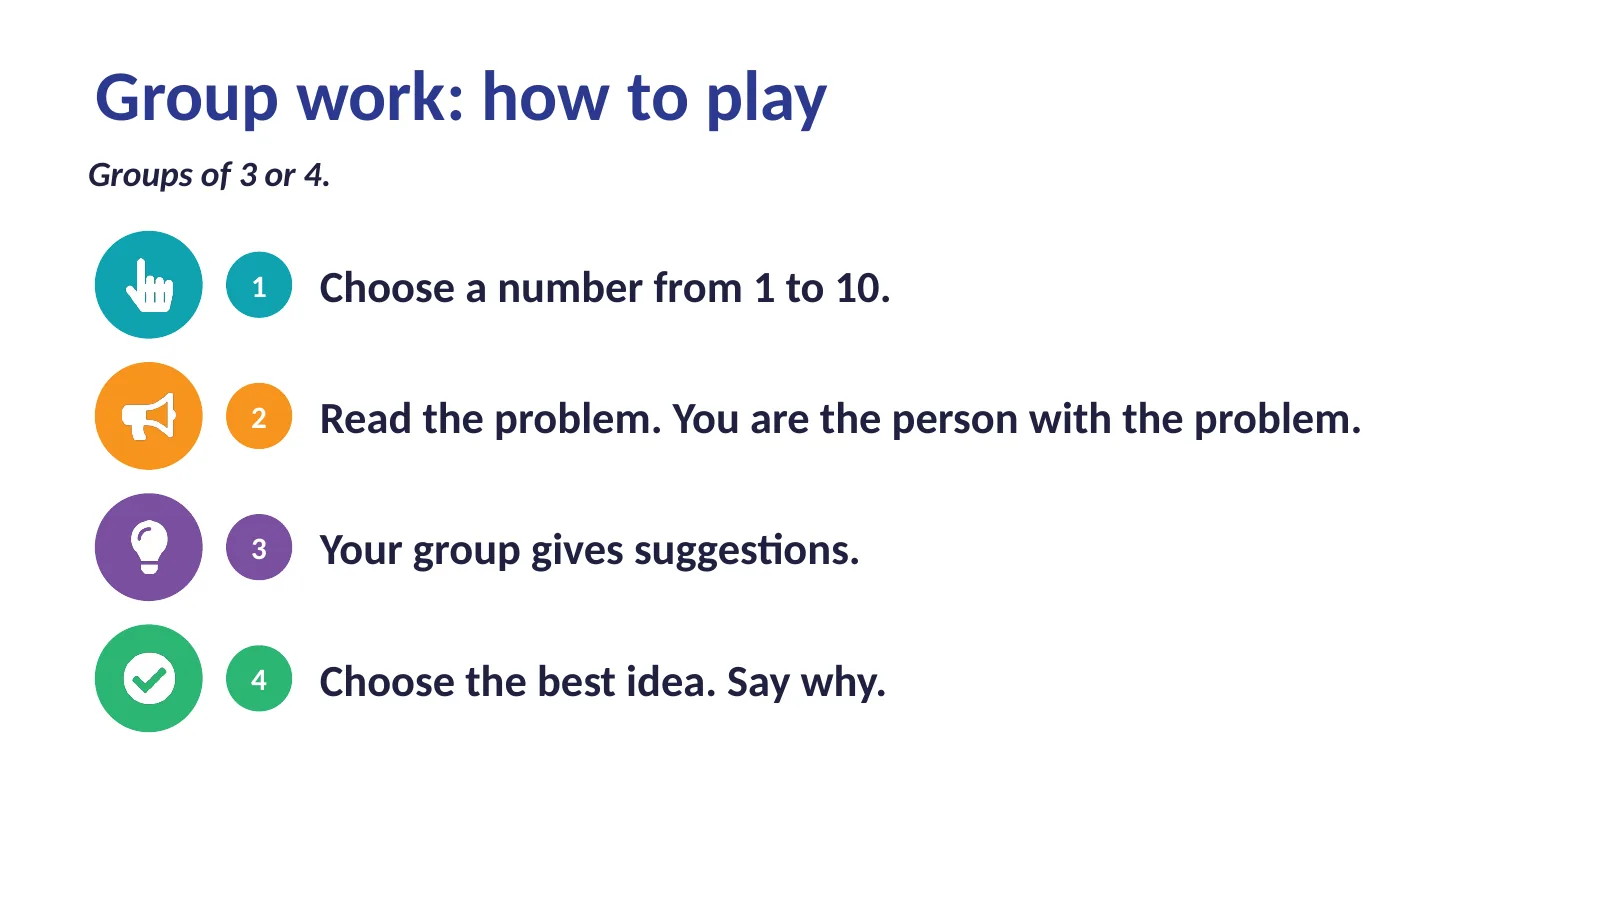 Group work: how to play
Groups of 3 or 4.
1 Choose a number from 1 to 10.
2 Read the problem. You are the person with the problem.
3 Your group gives suggestions.
4 Choose the best idea. Say why.